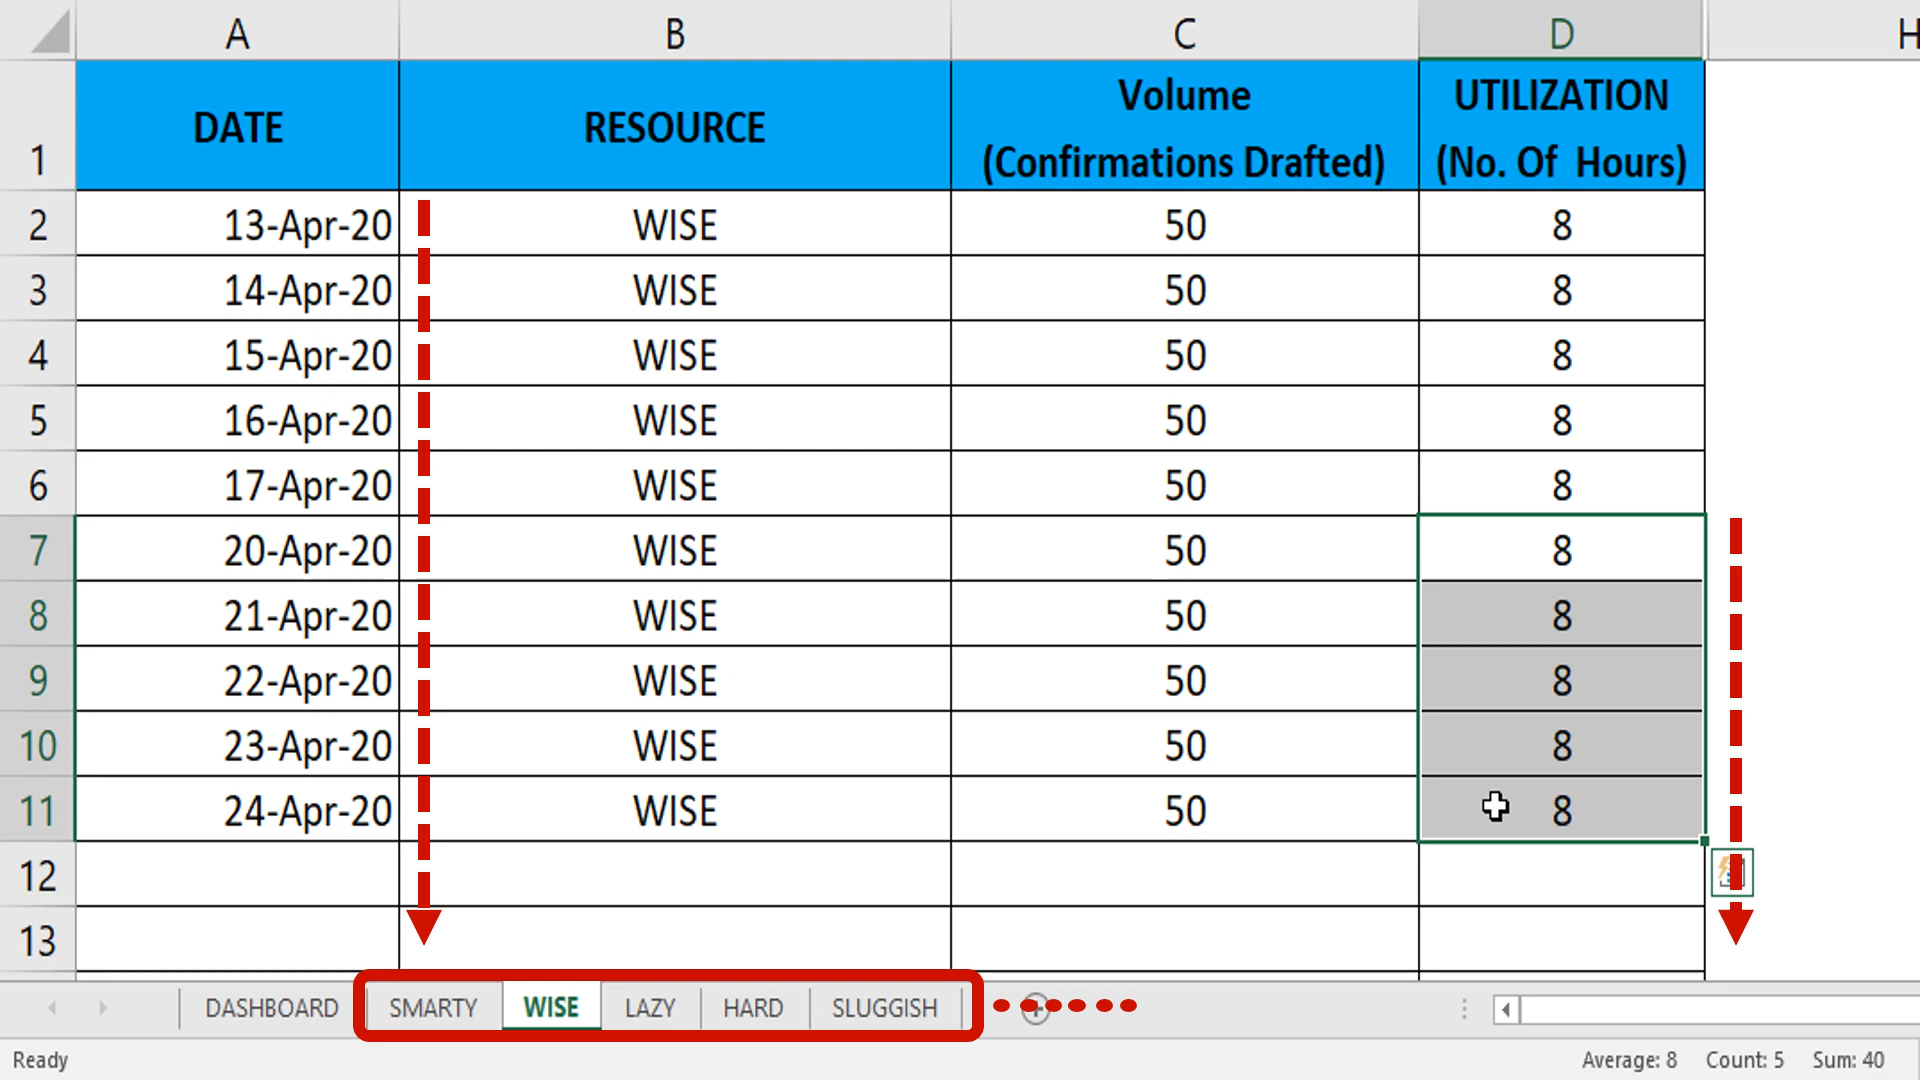 A B C D H
1 DATE RESOURCE Volume (Confirmations Drafted) UTILIZATION (No. Of Hours)
2 13-Apr-20 WISE 50 8
3 14-Apr-20 WISE 50 8
4 15-Apr-20 WISE 50 8
5 16-Apr-20 WISE 50 8
6 17-Apr-20 WISE 50 8
7 20-Apr-20 WISE 50 8
8 21-Apr-20 WISE 50 8
9 22-Apr-20 WISE 50 8
10 23-Apr-20 WISE 50 8
11 24-Apr-20 WISE 50 8
12
13
DASHBOARD SMARTY WISE LAZY HARD SLUGGISH
Ready Average: 8 Count: 5 Sum: 40